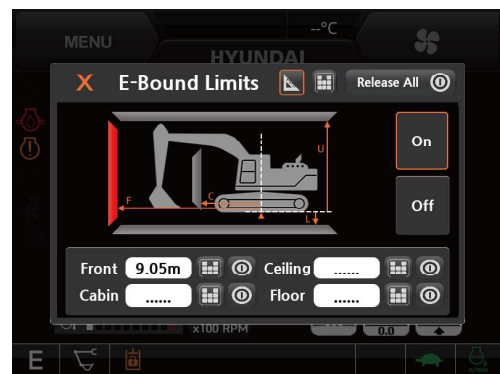 --°C
MENU
HYUNDAI
X E-Bound Limits Release All
U
On
C
F
L
Off
Front 9.05m Ceiling ......
Cabin ...... Floor ......
x100 RPM 0.0
E